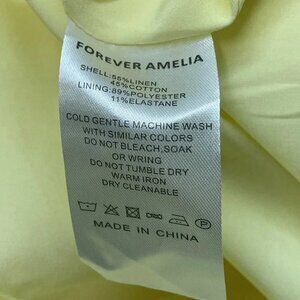 FOREVER AMELIA
SHELL:55%LINEN
45%COTTON
LINING:89%POLYESTER
11%ELASTANE
COLD GENTLE MACHINE WASH
WITH SIMILAR COLORS
DO NOT BLEACH,SOAK
OR WRING
DO NOT TUMBLE DRY
WARM IRON
DRY CLEANABLE
MADE IN CHINA